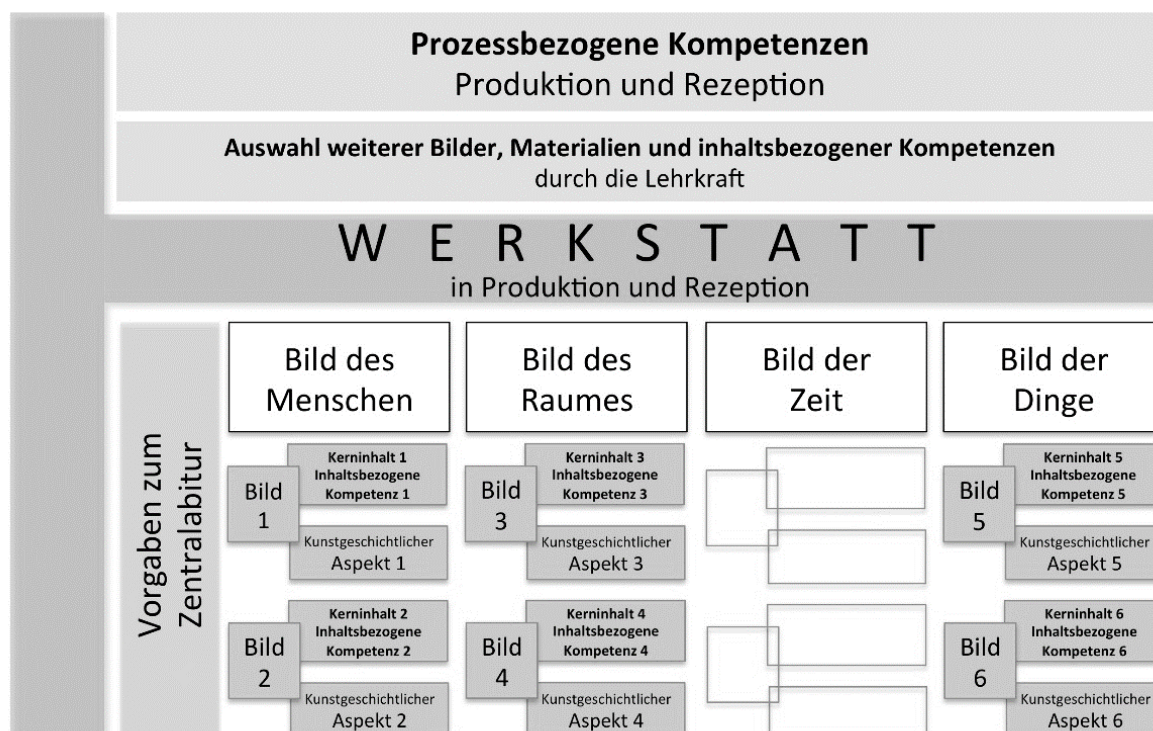 Prozessbezogene Kompetenzen
Produktion und Rezeption
Auswahl weiterer Bilder, Materialien und inhaltsbezogener Kompetenzen
durch die Lehrkraft
W E R K S T A T T
in Produktion und Rezeption
Vorgaben zum
Zentralabitur
Bild des
Menschen
Bild 
1
Kerninhalt 1
Inhaltsbezogene
Kompetenz 1
Kunstgeschichtlicher
Aspekt 1
Bild
2
Kerninhalt 2
Inhaltsbezogene
Kompetenz 2
Kunstgeschichtlicher
Aspekt 2
Bild des
Raumes
Bild
3
Kerninhalt 3
Inhaltsbezogene
Kompetenz 3
Kunstgeschichtlicher
Aspekt 3
Bild
4
Kerninhalt 4
Inhaltsbezogene
Kompetenz 4
Kunstgeschichtlicher
Aspekt 4
Bild der
Zeit
Bild der
Dinge
Bild
5
Kerninhalt 5
Inhaltsbezogene
Kompetenz 5
Kunstgeschichtlicher
Aspekt 5
Bild
6
Kerninhalt 6
Inhaltsbezogene
Kompetenz 6
Kunstgeschichtlicher
Aspekt 6